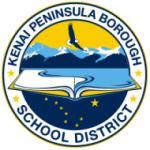 KENAI PENINSULA BOROUGH
SCHOOL DISTRICT